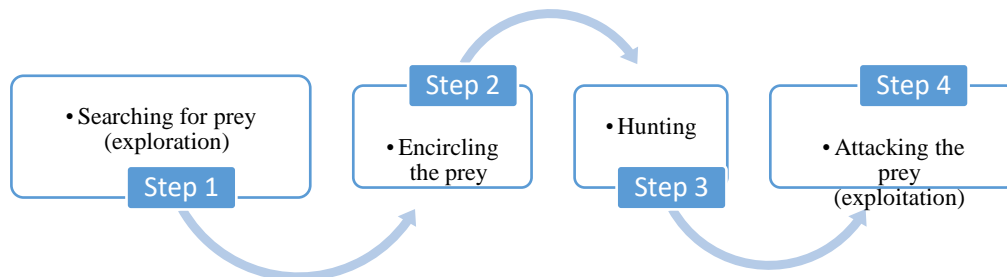 • Searching for prey
(exploration)
Step 1
Step 2
• Encircling
the prey
• Hunting
Step 3
Step 4
• Attacking the
prey
(exploitation)